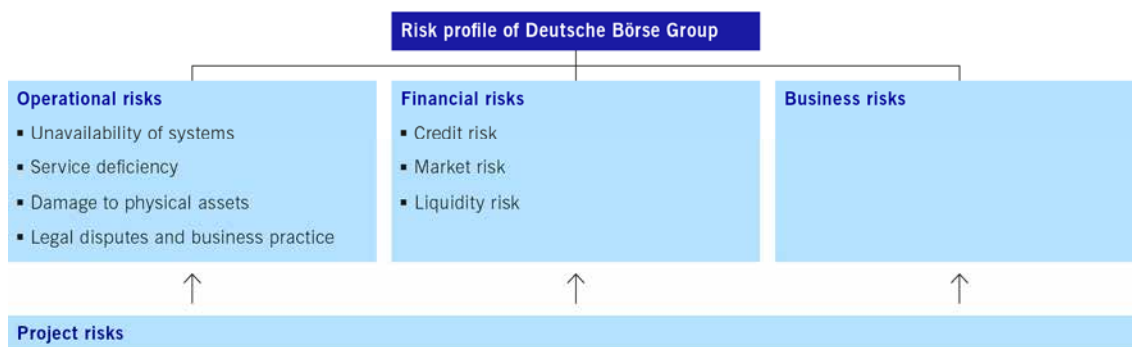 Risk profile of Deutsche Börse Group
Operational risks
▪ Unavailability of systems
▪ Service deficiency
▪ Damage to physical assets
▪ Legal disputes and business practice
Financial risks
▪ Credit risk
▪ Market risk
▪ Liquidity risk
Business risks
Project risks